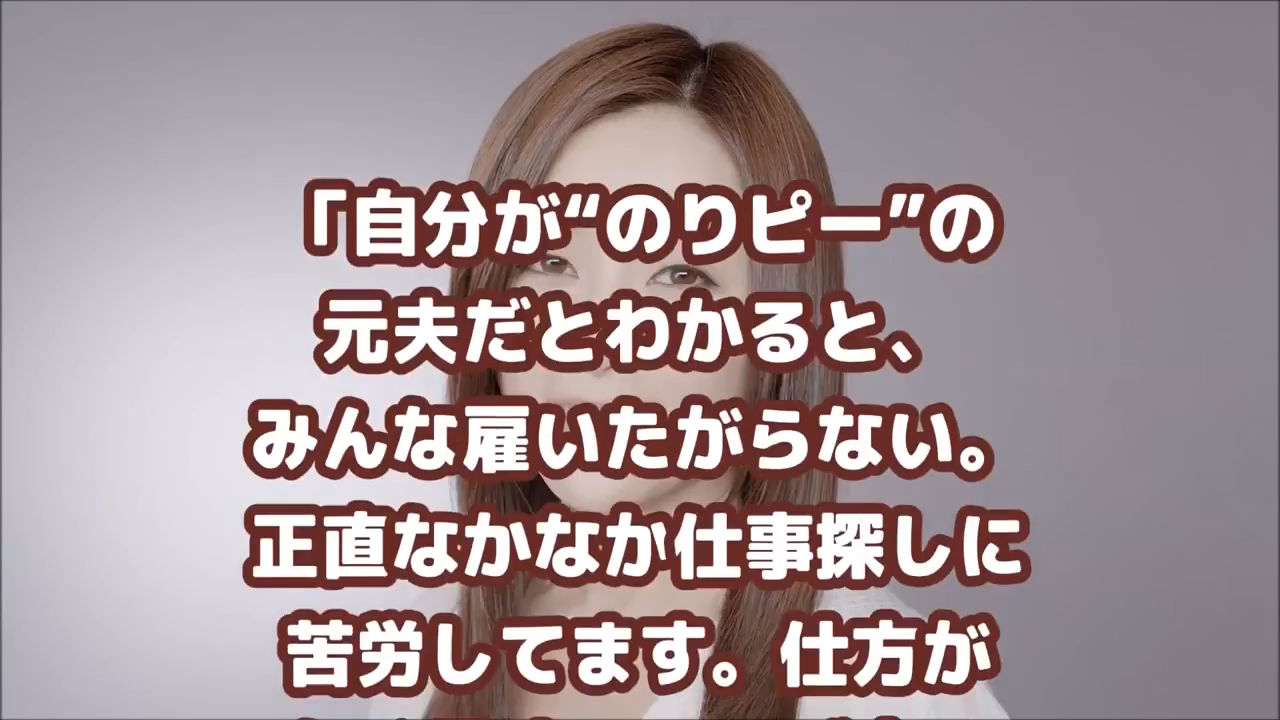 「自分が“のりピー”の
元夫だとわかると、
みんな雇いたがらない。
正直なかなか仕事探しに
苦労してます。仕方が